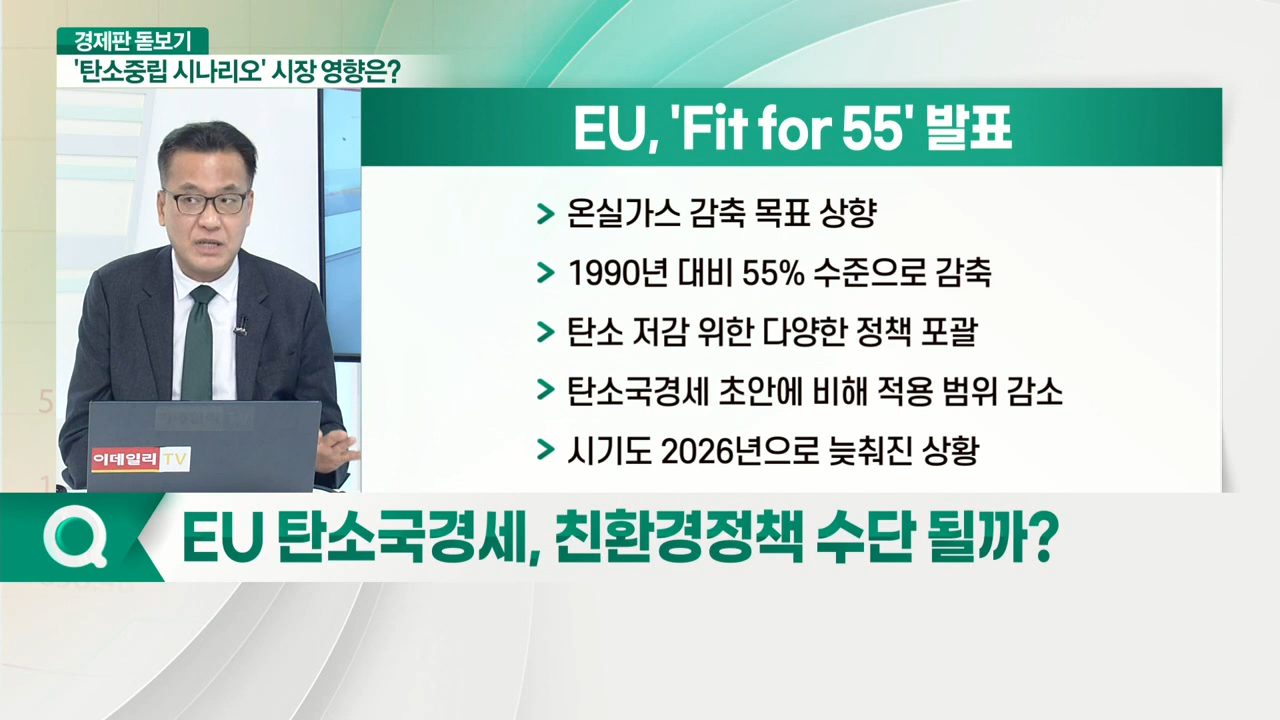 경제판 돋보기
'탄소중립 시나리오' 시장 영향은?
EU, 'Fit for 55' 발표
> 온실가스 감축 목표 상향
> 1990년 대비 55% 수준으로 감축
> 탄소 저감 위한 다양한 정책 포괄
> 탄소국경세 초안에 비해 적용 범위 감소
> 시기도 2026년으로 늦춰진 상황
이데일리 TV
Q EU 탄소국경세, 친환경정책 수단 될까?